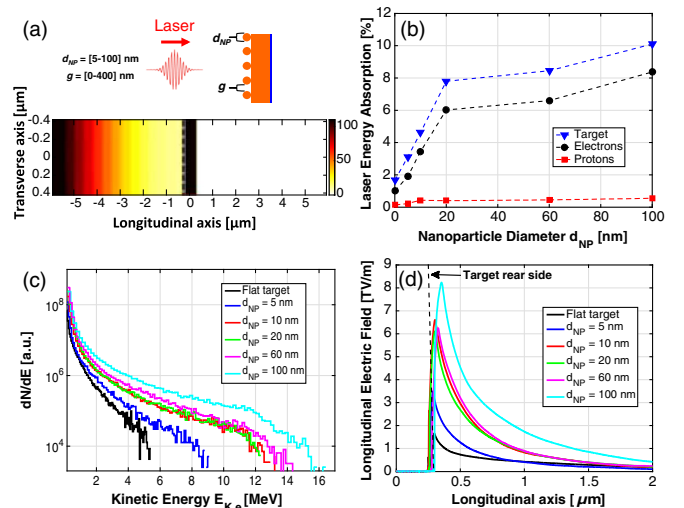 (a)
Laser
d_NP
d_NP = [5-100] nm
g = [0-400] nm
g
Transverse axis [μm]
-0.4
-0.2
0
0.2
0.4
100
50
0
-5 -4 -3 -2 -1 0 1 2 3 4 5
Longitudinal axis [μm]
(b)
Laser Energy Absorption [%]
12
10
8
6
4
2
0
Target
Electrons
Protons
0 20 40 60 80 100
Nanoparticle Diameter d_NP [nm]
(c)
dN/dE [a.u.]
10^8
10^6
10^4
Flat target
d_NP = 5 nm
d_NP = 10 nm
d_NP = 20 nm
d_NP = 60 nm
d_NP = 100 nm
2 4 6 8 10 12 14 16
Kinetic Energy E_K,e [MeV]
(d)
Longitudinal Electric Field [TV/m]
9
8
7
6
5
4
3
2
1
0
Target rear side
Flat target
d_NP = 5 nm
d_NP = 10 nm
d_NP = 20 nm
d_NP = 60 nm
d_NP = 100 nm
0 0.5 1 1.5 2
Longitudinal axis [μm]